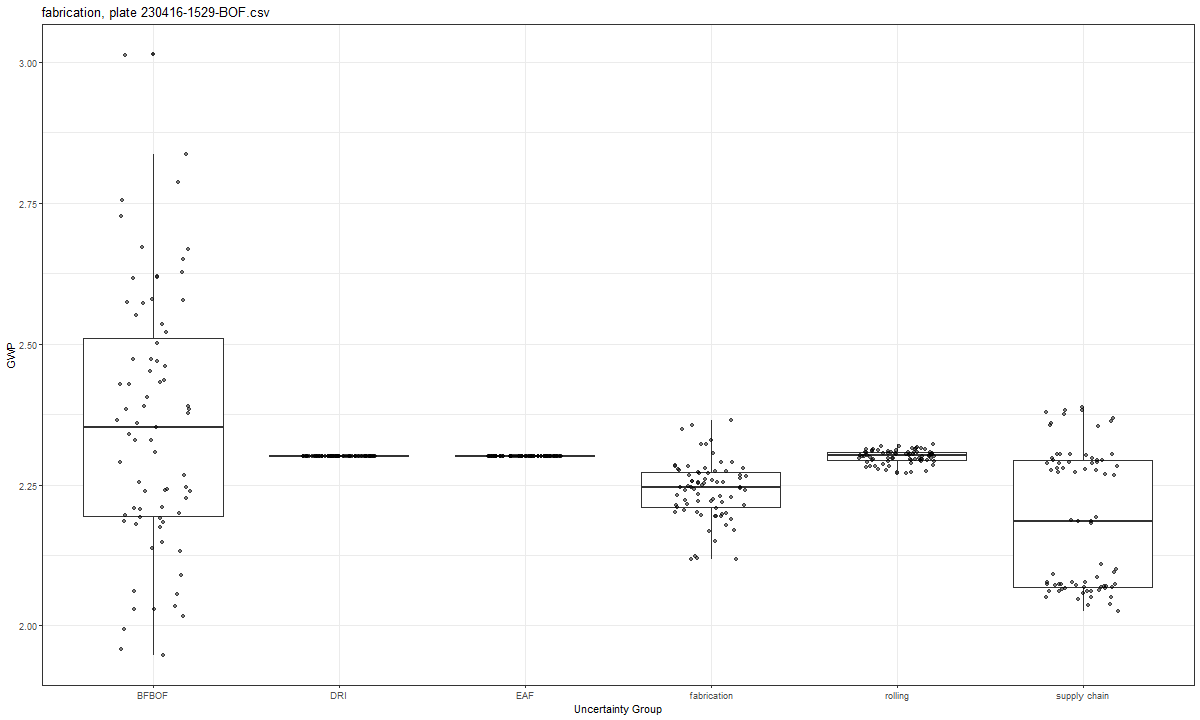 fabrication, plate 230416-1529-BOF.csv
3.00
2.75
2.50
2.25
2.00
GWP
BFBOF
DRI
EAF
fabrication
rolling
supply chain
Uncertainty Group